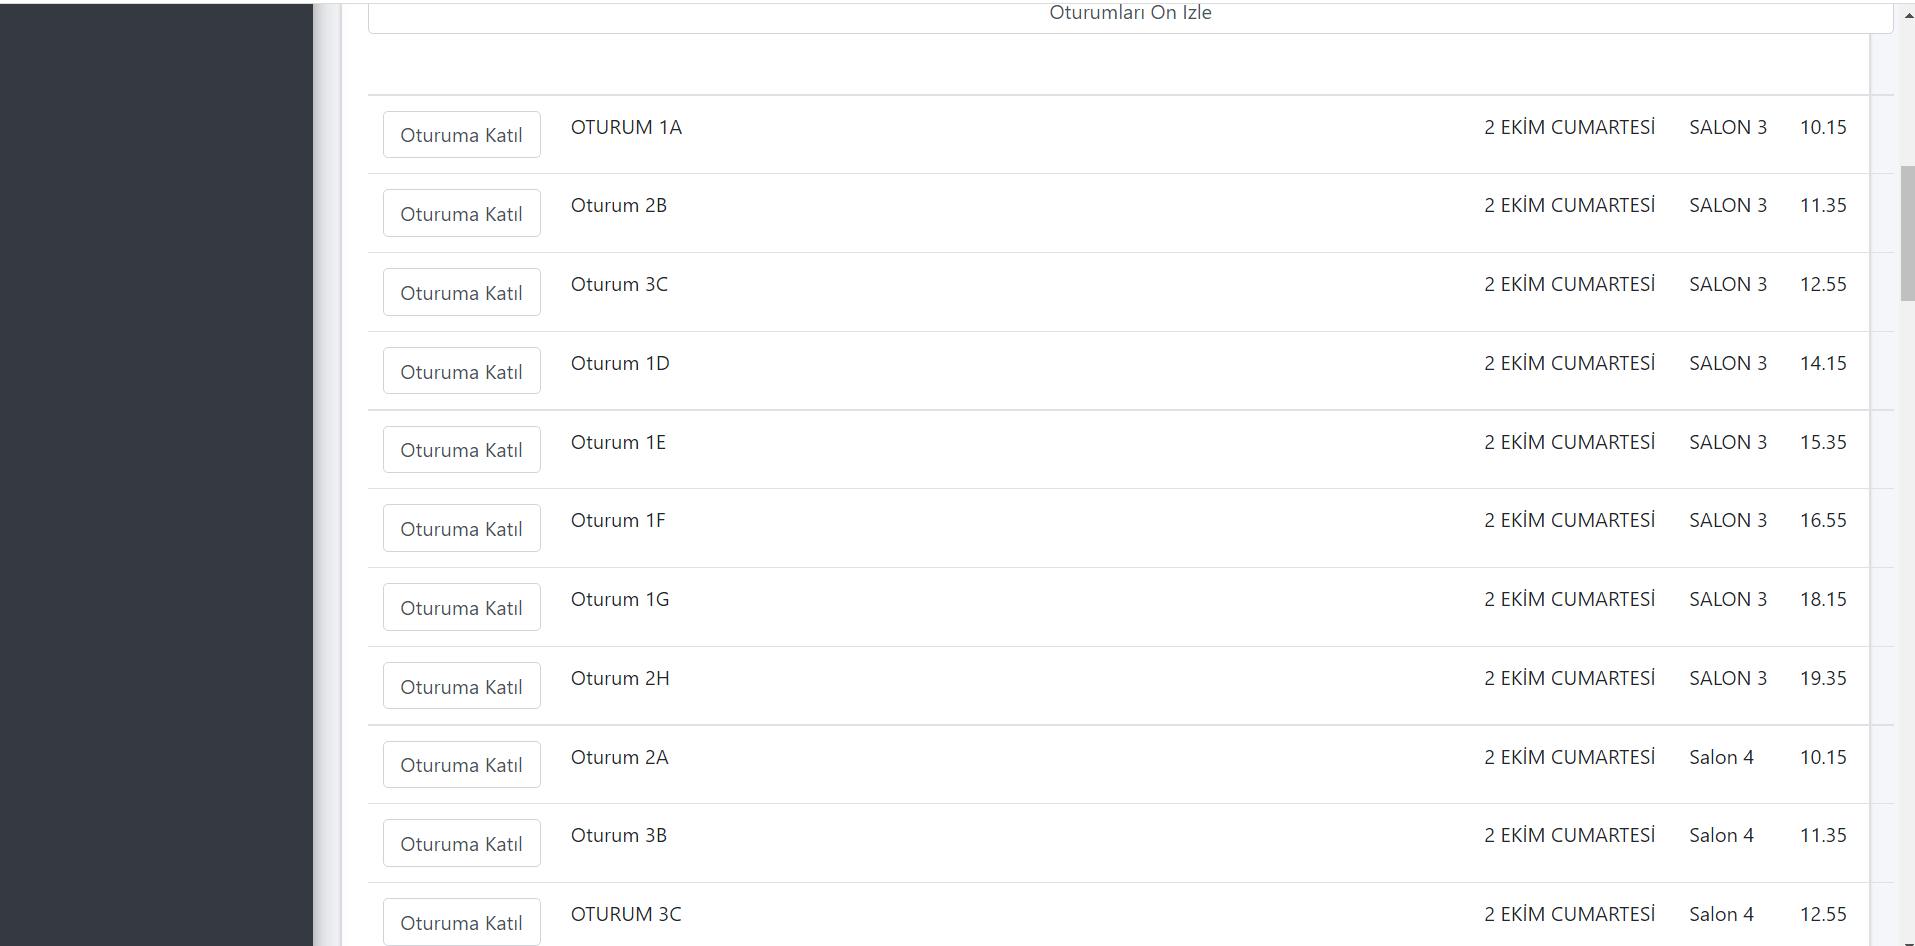 Oturumları Ön İzle
Oturuma Katıl OTURUM 1A 2 EKİM CUMARTESİ SALON 3 10.15
Oturuma Katıl Oturum 2B 2 EKİM CUMARTESİ SALON 3 11.35
Oturuma Katıl Oturum 3C 2 EKİM CUMARTESİ SALON 3 12.55
Oturuma Katıl Oturum 1D 2 EKİM CUMARTESİ SALON 3 14.15
Oturuma Katıl Oturum 1E 2 EKİM CUMARTESİ SALON 3 15.35
Oturuma Katıl Oturum 1F 2 EKİM CUMARTESİ SALON 3 16.55
Oturuma Katıl Oturum 1G 2 EKİM CUMARTESİ SALON 3 18.15
Oturuma Katıl Oturum 2H 2 EKİM CUMARTESİ SALON 3 19.35
Oturuma Katıl Oturum 2A 2 EKİM CUMARTESİ Salon 4 10.15
Oturuma Katıl Oturum 3B 2 EKİM CUMARTESİ Salon 4 11.35
Oturuma Katıl OTURUM 3C 2 EKİM CUMARTESİ Salon 4 12.55